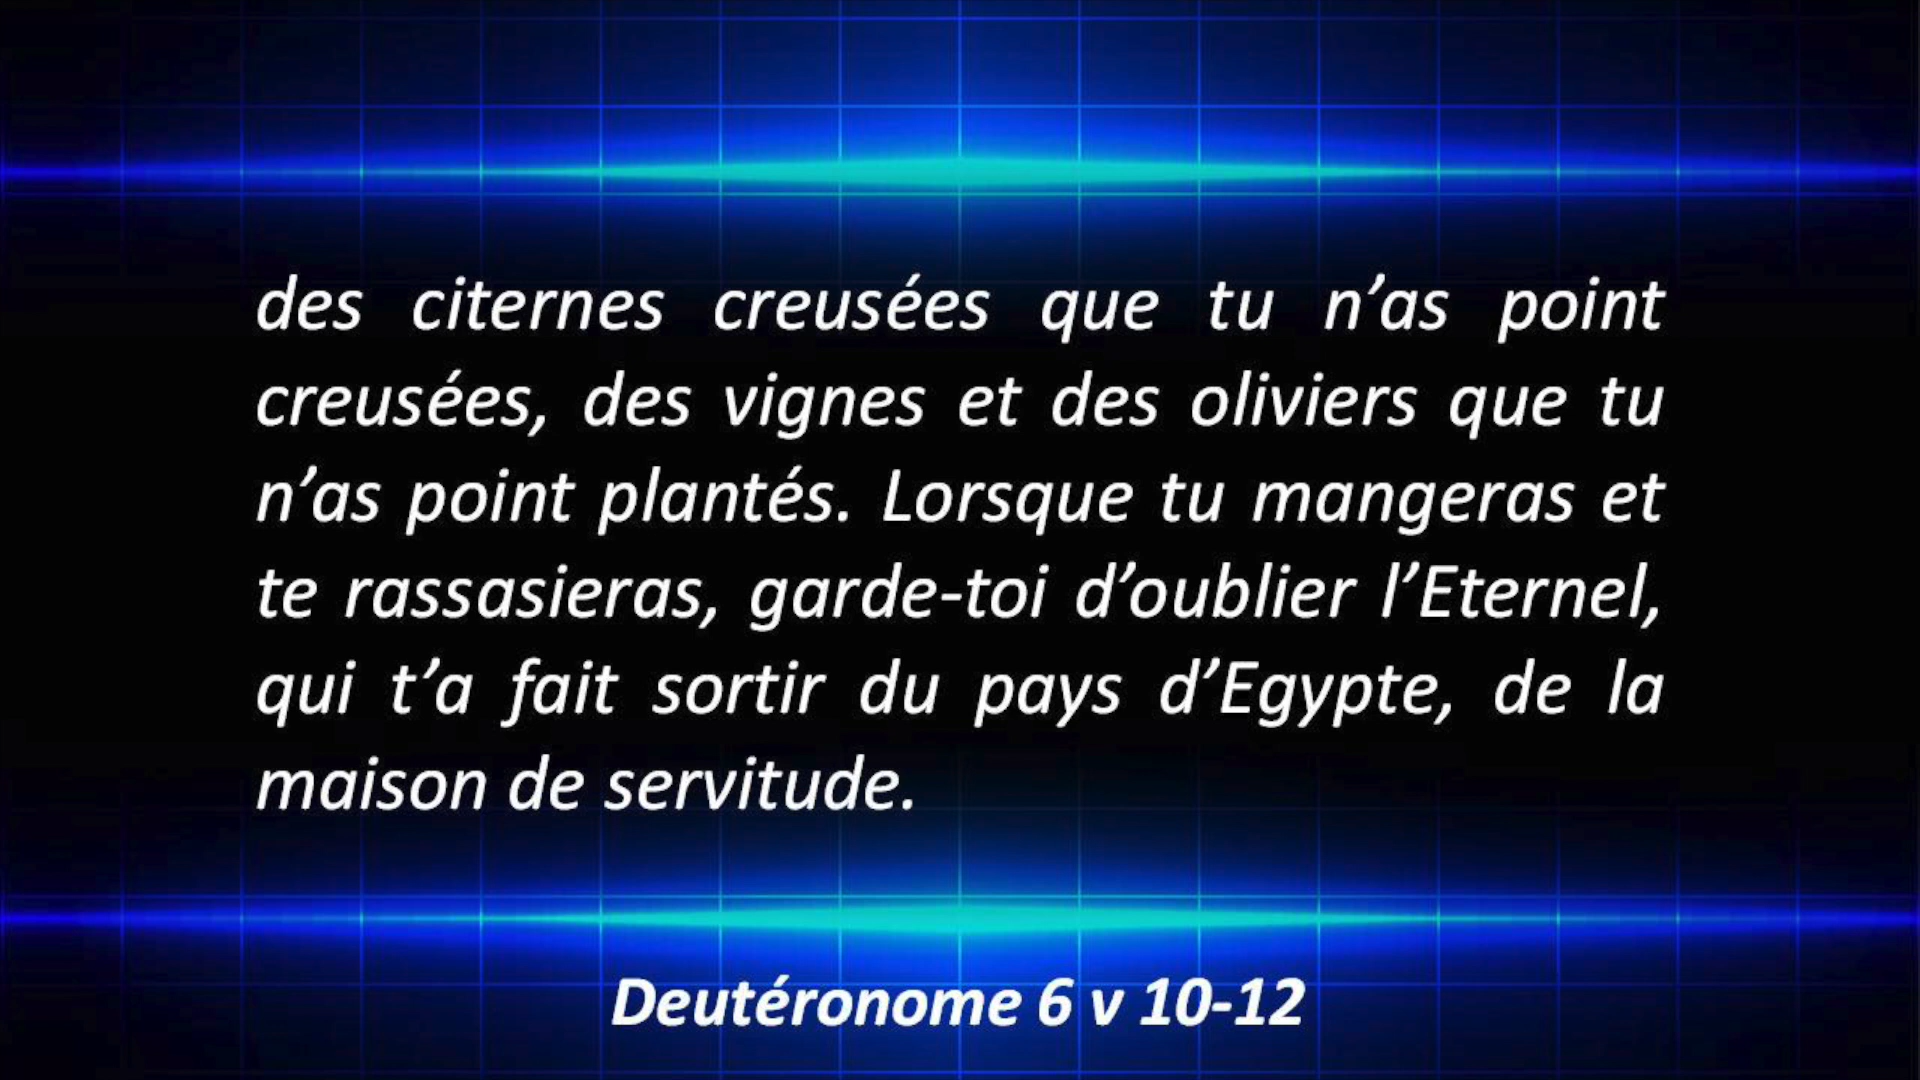 des citernes creusées que tu n’as point
creusées, des vignes et des oliviers que tu
n’as point plantés. Lorsque tu mangeras et
te rassasieras, garde-toi d’oublier l’Eternel,
qui t’a fait sortir du pays d’Egypte, de la
maison de servitude.
Deutéronome 6 v 10-12